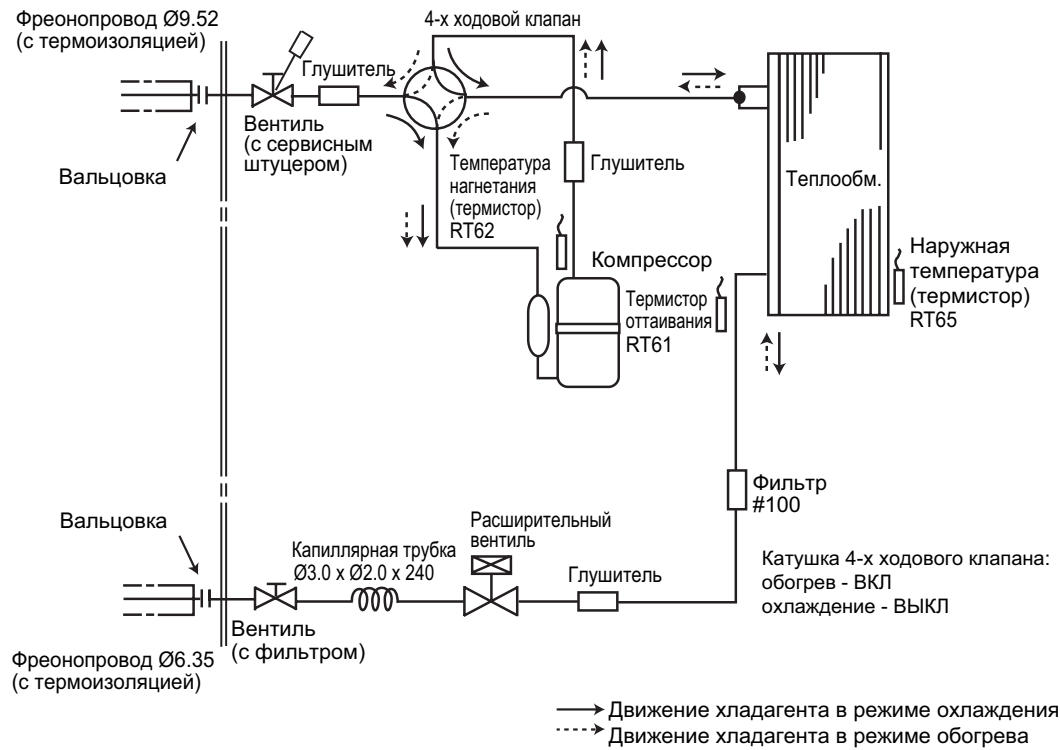 Фреонопровод Ø9.52
(с термоизоляцией)
4-х ходовой клапан
Глушитель
Вентиль
(с сервисным
штуцером)
Вальцовка
Температура
нагнетания
(термистор)
RT62
Глушитель
Теплообм.
Компрессор
Термистор
оттаивания
RT61
Наружная
температура
(термистор)
RT65
Фильтр
#100
Вальцовка
Расширительный
вентиль
Капиллярная трубка
Ø3.0 x Ø2.0 x 240
Глушитель
Катушка 4-х ходового клапана:
обогрев - ВКЛ
охлаждение - ВЫКЛ
Вентиль
(с фильтром)
Фреонопровод Ø6.35
(с термоизоляцией)
Движение хладагента в режиме охлаждения
Движение хладагента в режиме обогрева